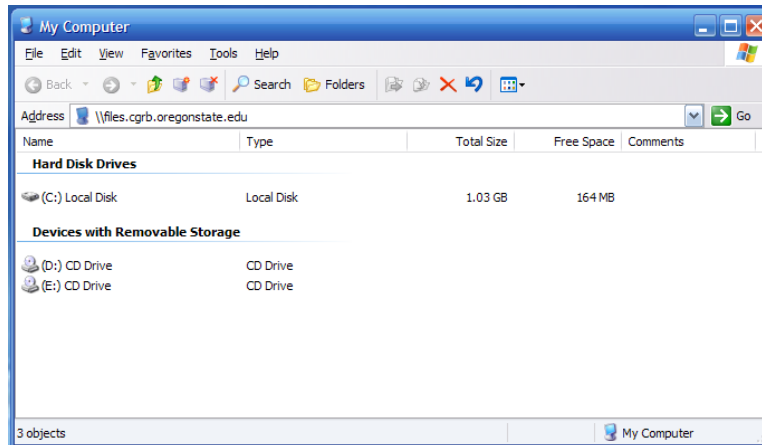 My Computer
File Edit View Favorites Tools Help
Back Search Folders
Address \\files.cgrb.oregonstate.edu Go
Name Type Total Size Free Space Comments
Hard Disk Drives
(C:) Local Disk Local Disk 1.03 GB 164 MB
Devices with Removable Storage
(D:) CD Drive CD Drive
(E:) CD Drive CD Drive
3 objects My Computer